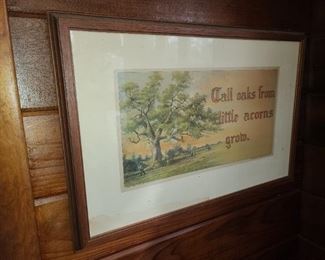 Tall oaks from
little acorns
grow.